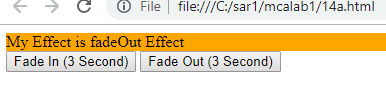 File | file:///C:/sar1/mcalab1/14a.html
My Effect is fadeOut Effect
Fade In (3 Second) Fade Out (3 Second)